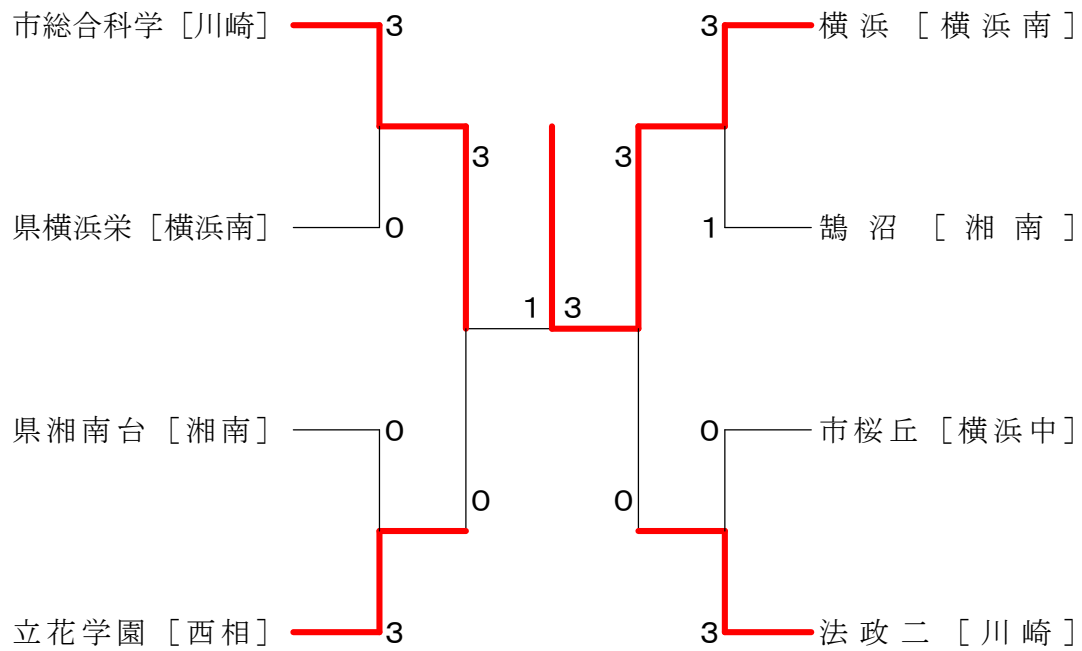 市総合科学［川崎］ 3 3 横浜［横浜南］
3 3
県横浜栄［横浜南］ 0 1 鵠沼［湘南］
1 3
県湘南台［湘南］ 0 0 市桜丘［横浜中］
0 0
立花学園［西相］ 3 3 法政二［川崎］